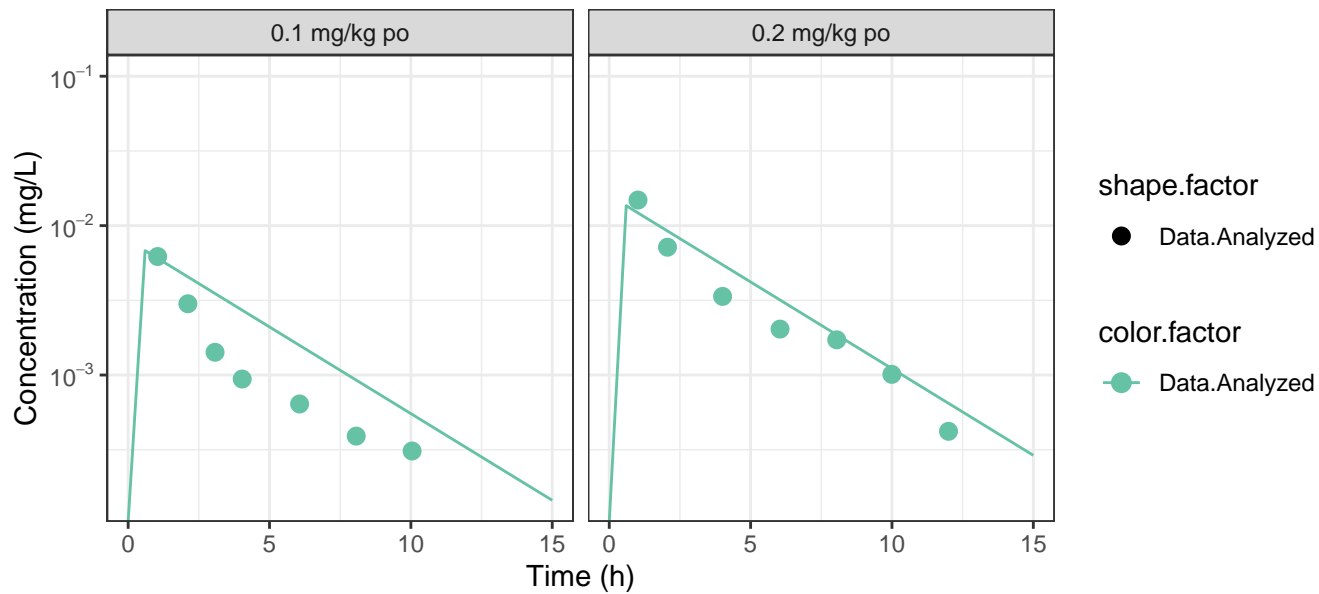 0.1 mg/kg po
0.2 mg/kg po
Concentration (mg/L)
10⁻¹
10⁻²
10⁻³
0 5 10 15
0 5 10 15
Time (h)
shape.factor
Data.Analyzed
color.factor
Data.Analyzed